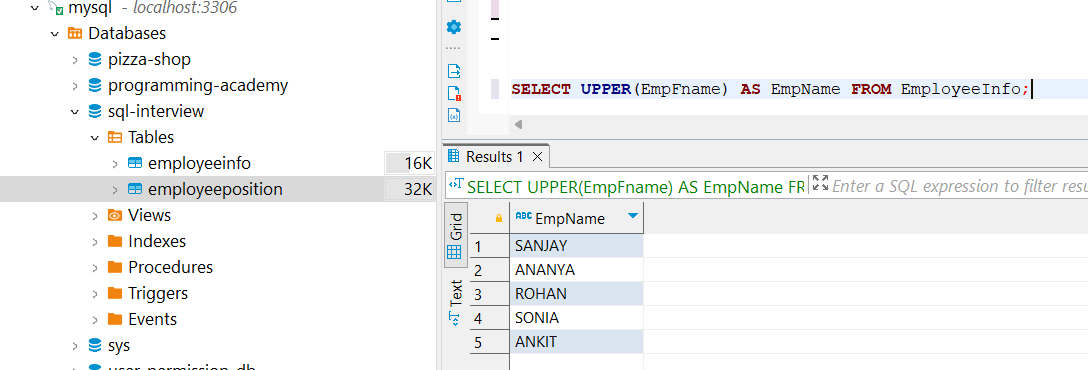 mysql - localhost:3306
Databases
pizza-shop
programming-academy
sql-interview
Tables
employeeinfo 16K
employeeposition 32K
Views
Indexes
Procedures
Triggers
Events
sys
user_permission_db
SELECT UPPER(EmpFname) AS EmpName FROM EmployeeInfo;
Results 1
SELECT UPPER(EmpFname) AS EmpName FR
Enter a SQL expression to filter resu
Grid
Text
ABC EmpName
1 SANJAY
2 ANANYA
3 ROHAN
4 SONIA
5 ANKIT